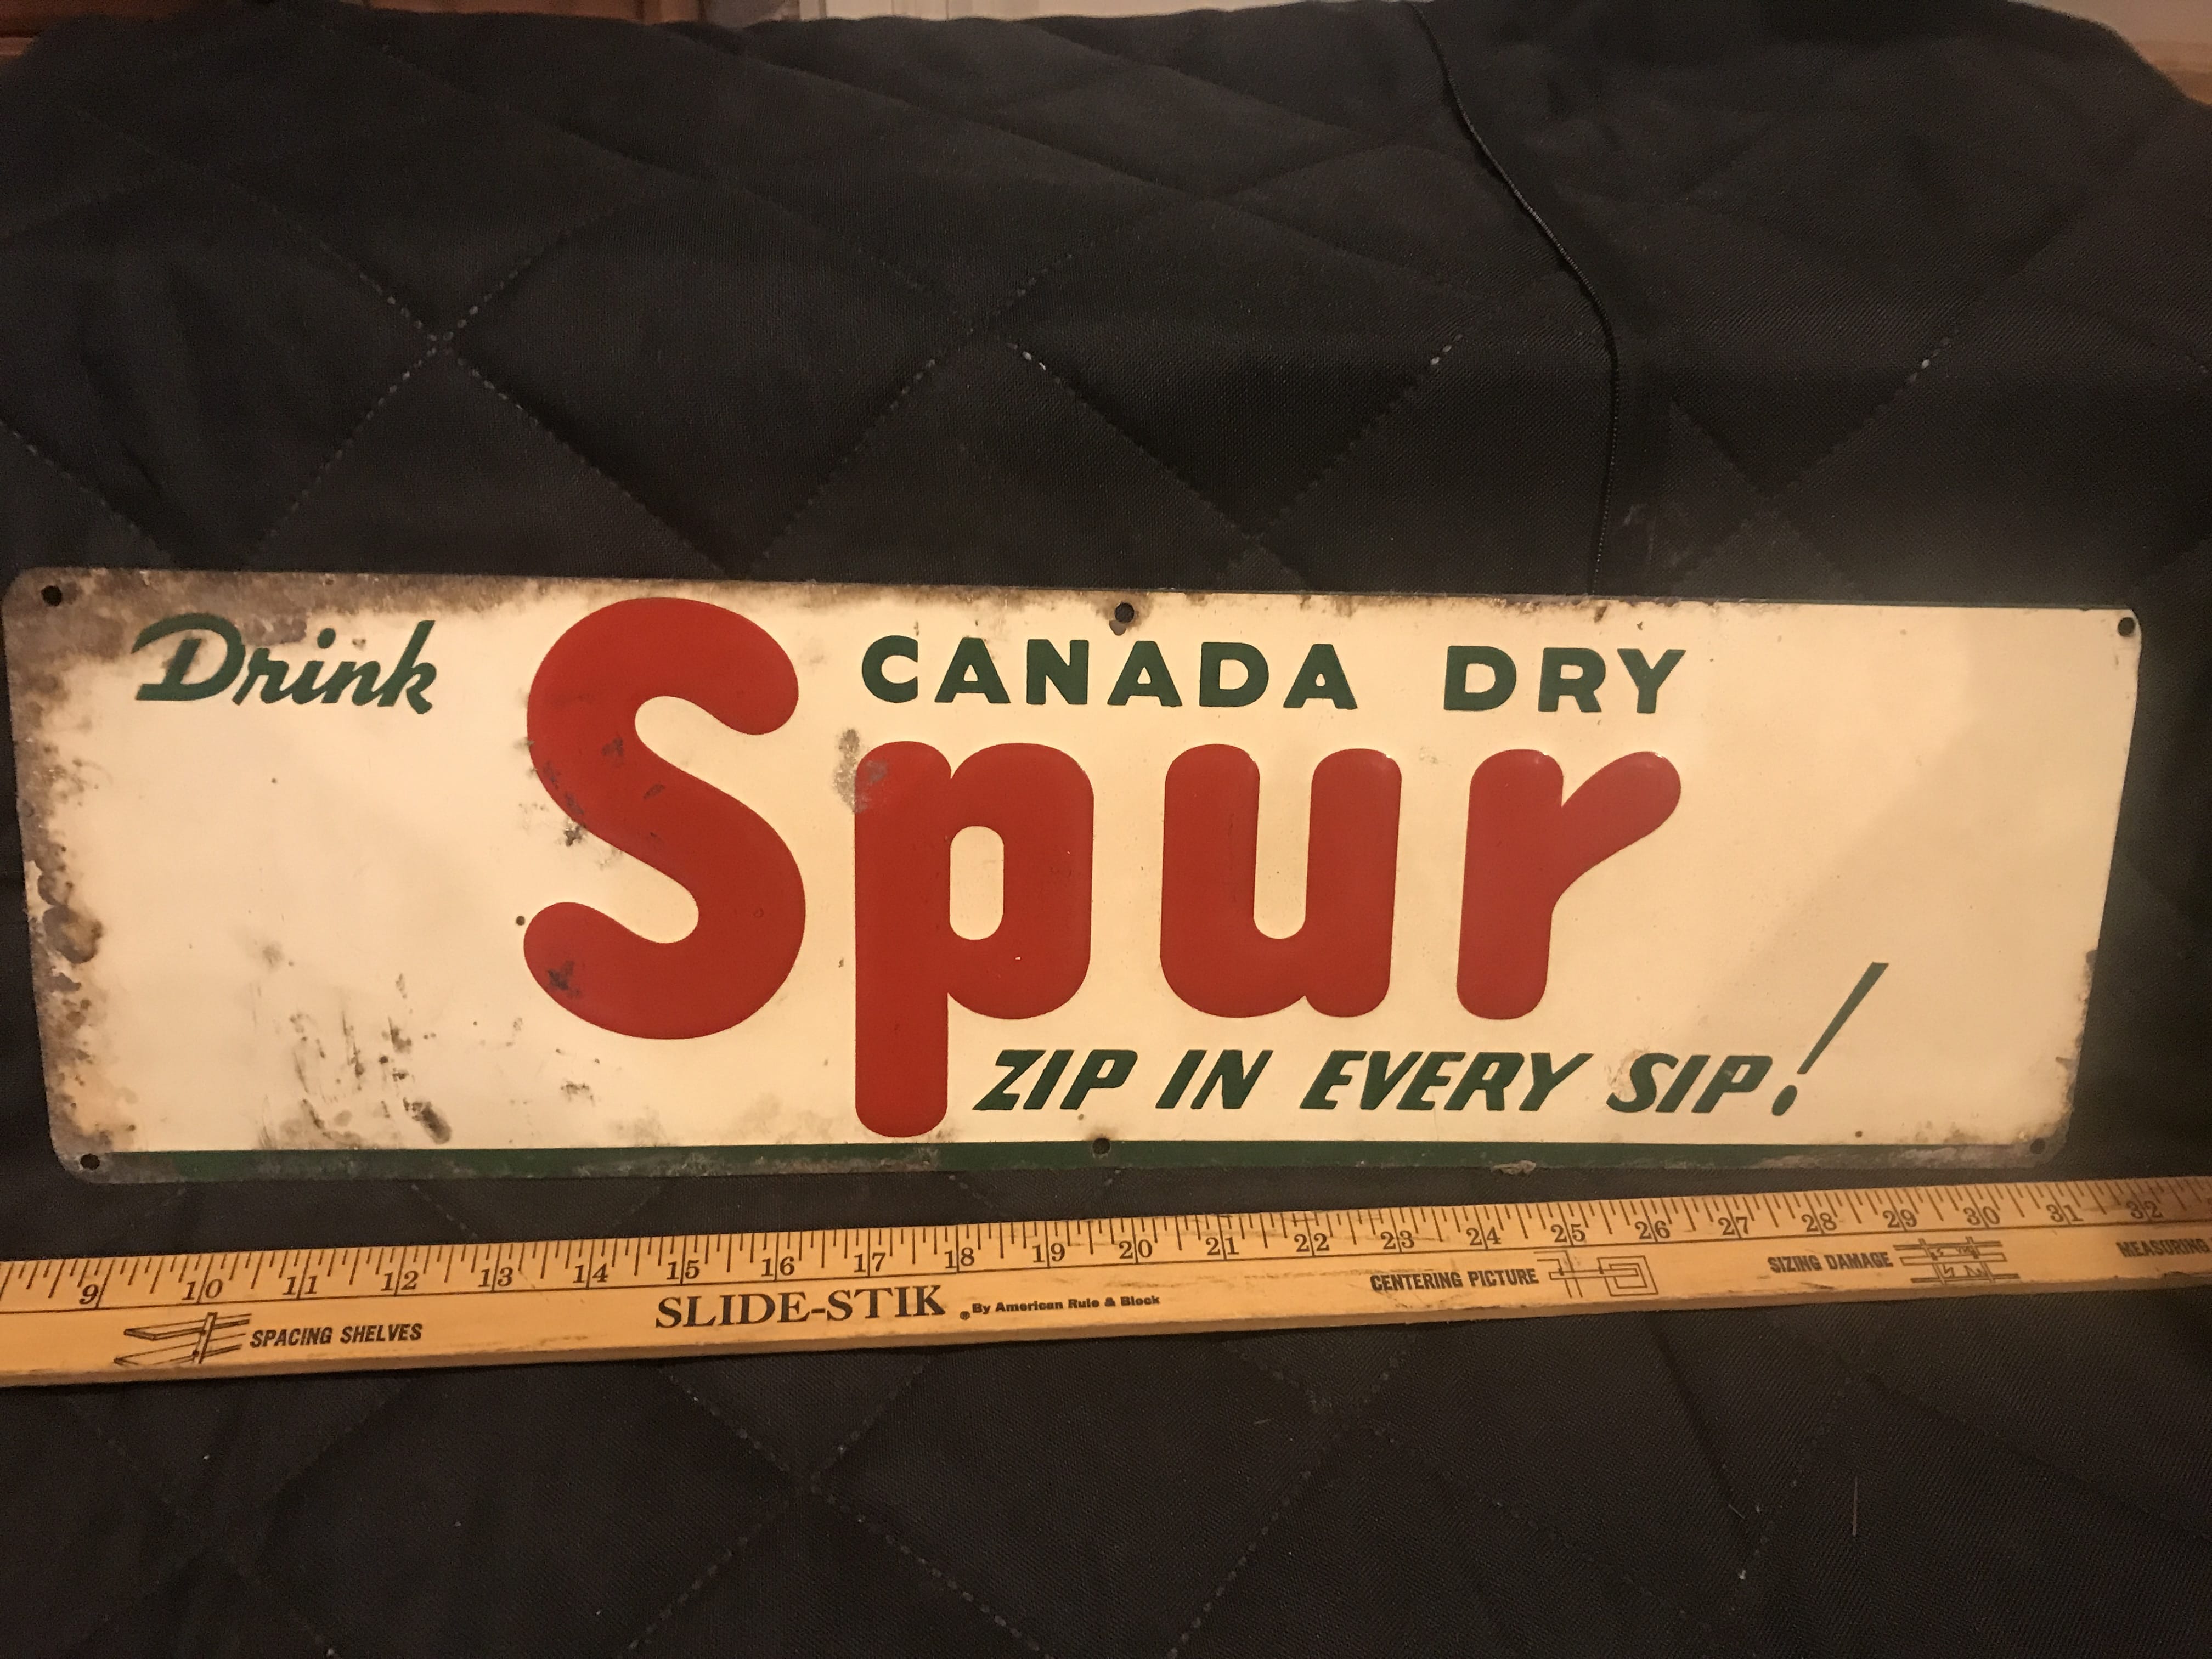 Drink
CANADA DRY
Spur
ZIP IN EVERY SIP!
9 10 11 12 13 14 15 16 17 18 19 20 21 22 23 24 25 26 27 28 29 30 31 32
SPACING SHELVES
SLIDE-STIK ® By American Rule & Block
CENTERING PICTURE
SIZING DAMAGE
MEASURING